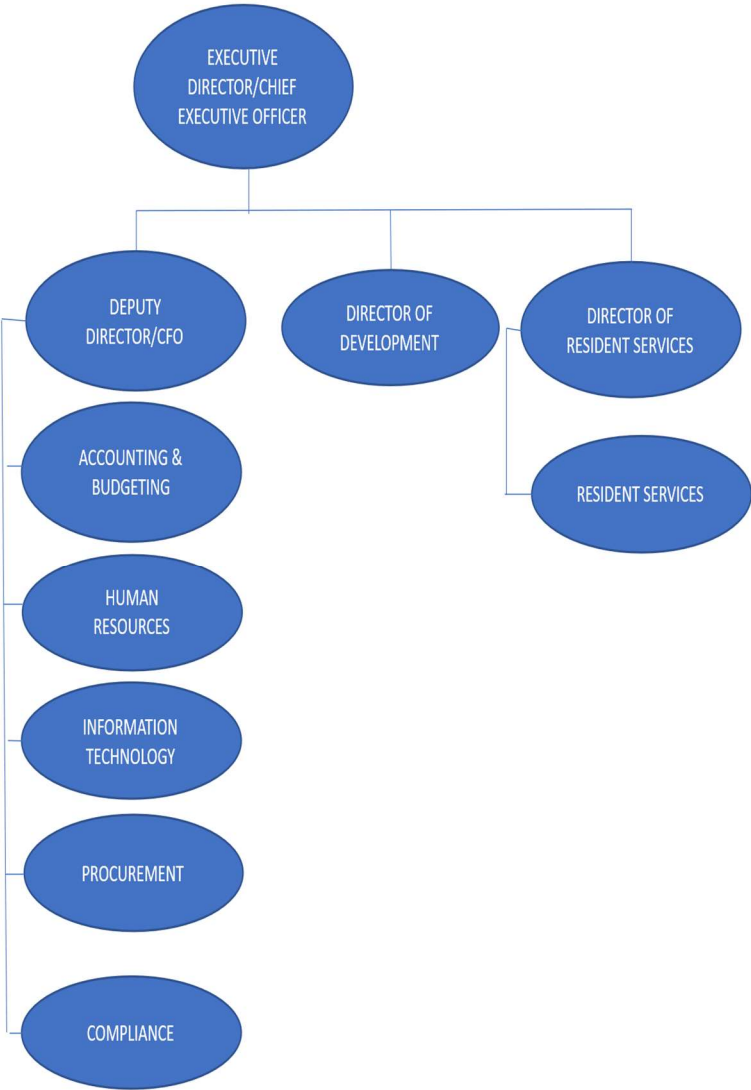 EXECUTIVE
DIRECTOR/CHIEF
EXECUTIVE OFFICER
DEPUTY
DIRECTOR/CFO
DIRECTOR OF
DEVELOPMENT
DIRECTOR OF
RESIDENT SERVICES
ACCOUNTING &
BUDGETING
RESIDENT SERVICES
HUMAN
RESOURCES
INFORMATION
TECHNOLOGY
PROCUREMENT
COMPLIANCE